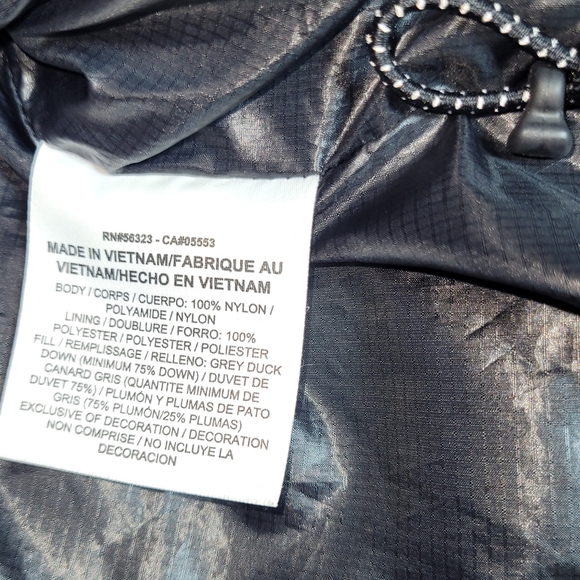 RN#56323 - CA#05553
MADE IN VIETNAM/FABRIQUE AU
VIETNAM/HECHO EN VIETNAM
BODY / CORPS / CUERPO: 100% NYLON /
POLYAMIDE / NYLON
LINING / DOUBLURE / FORRO: 100%
POLYESTER / POLYESTER / POLIESTER
FILL / REMPLISSAGE / RELLENO: GREY DUCK
DOWN (MINIMUM 75% DOWN) / DUVET DE
CANARD GRIS (QUANTITE MINIMUM DE
DUVET 75%) / PLUMÓN Y PLUMAS DE PATO
GRIS (75% PLUMÓN/25% PLUMAS)
EXCLUSIVE OF DECORATION / DECORATION
NON COMPRISE / NO INCLUYE LA
DECORACION